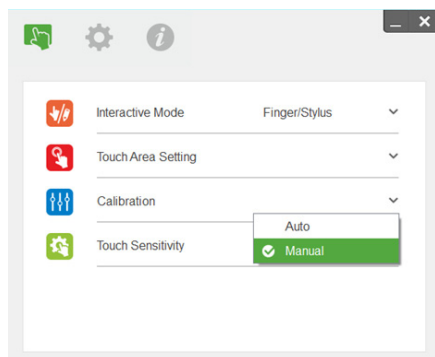 Interactive Mode Finger/Stylus
Touch Area Setting
Calibration
Auto
Touch Sensitivity
Manual